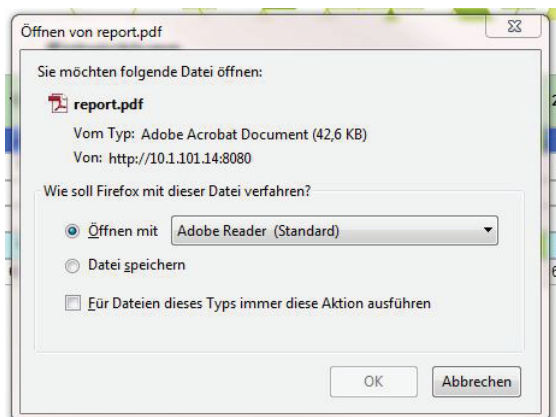 Öffnen von report.pdf
Sie möchten folgende Datei öffnen:
report.pdf
Vom Typ: Adobe Acrobat Document (42,6 KB)
Von: http://10.1.101.14:8080
Wie soll Firefox mit dieser Datei verfahren?
Öffnen mit Adobe Reader (Standard)
Datei speichern
Für Dateien dieses Typs immer diese Aktion ausführen
OK Abbrechen